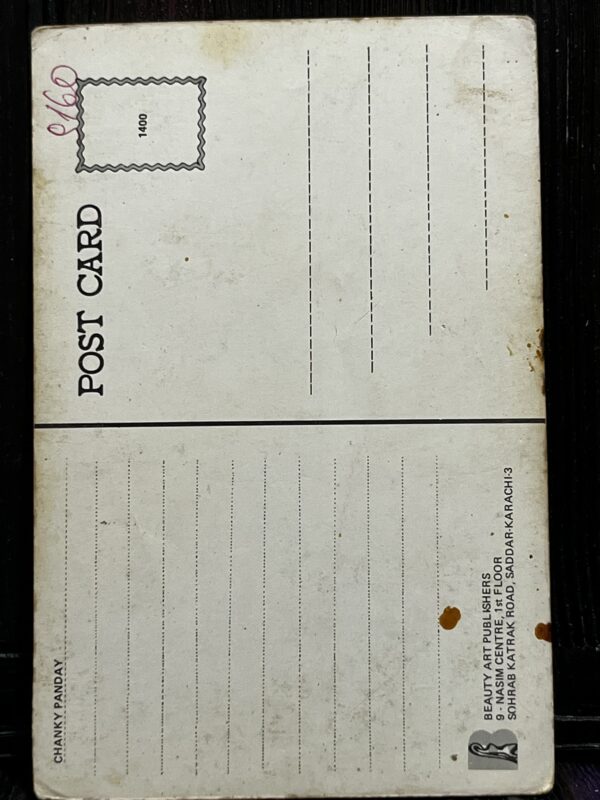 CHANKY PANDAY
BEAUTY ART PUBLISHERS
9 - NASIM CENTRE, 1st FLOOR
SOHRAB KATRAK ROAD, SADDAR-KARACHI-3
POST CARD
1400